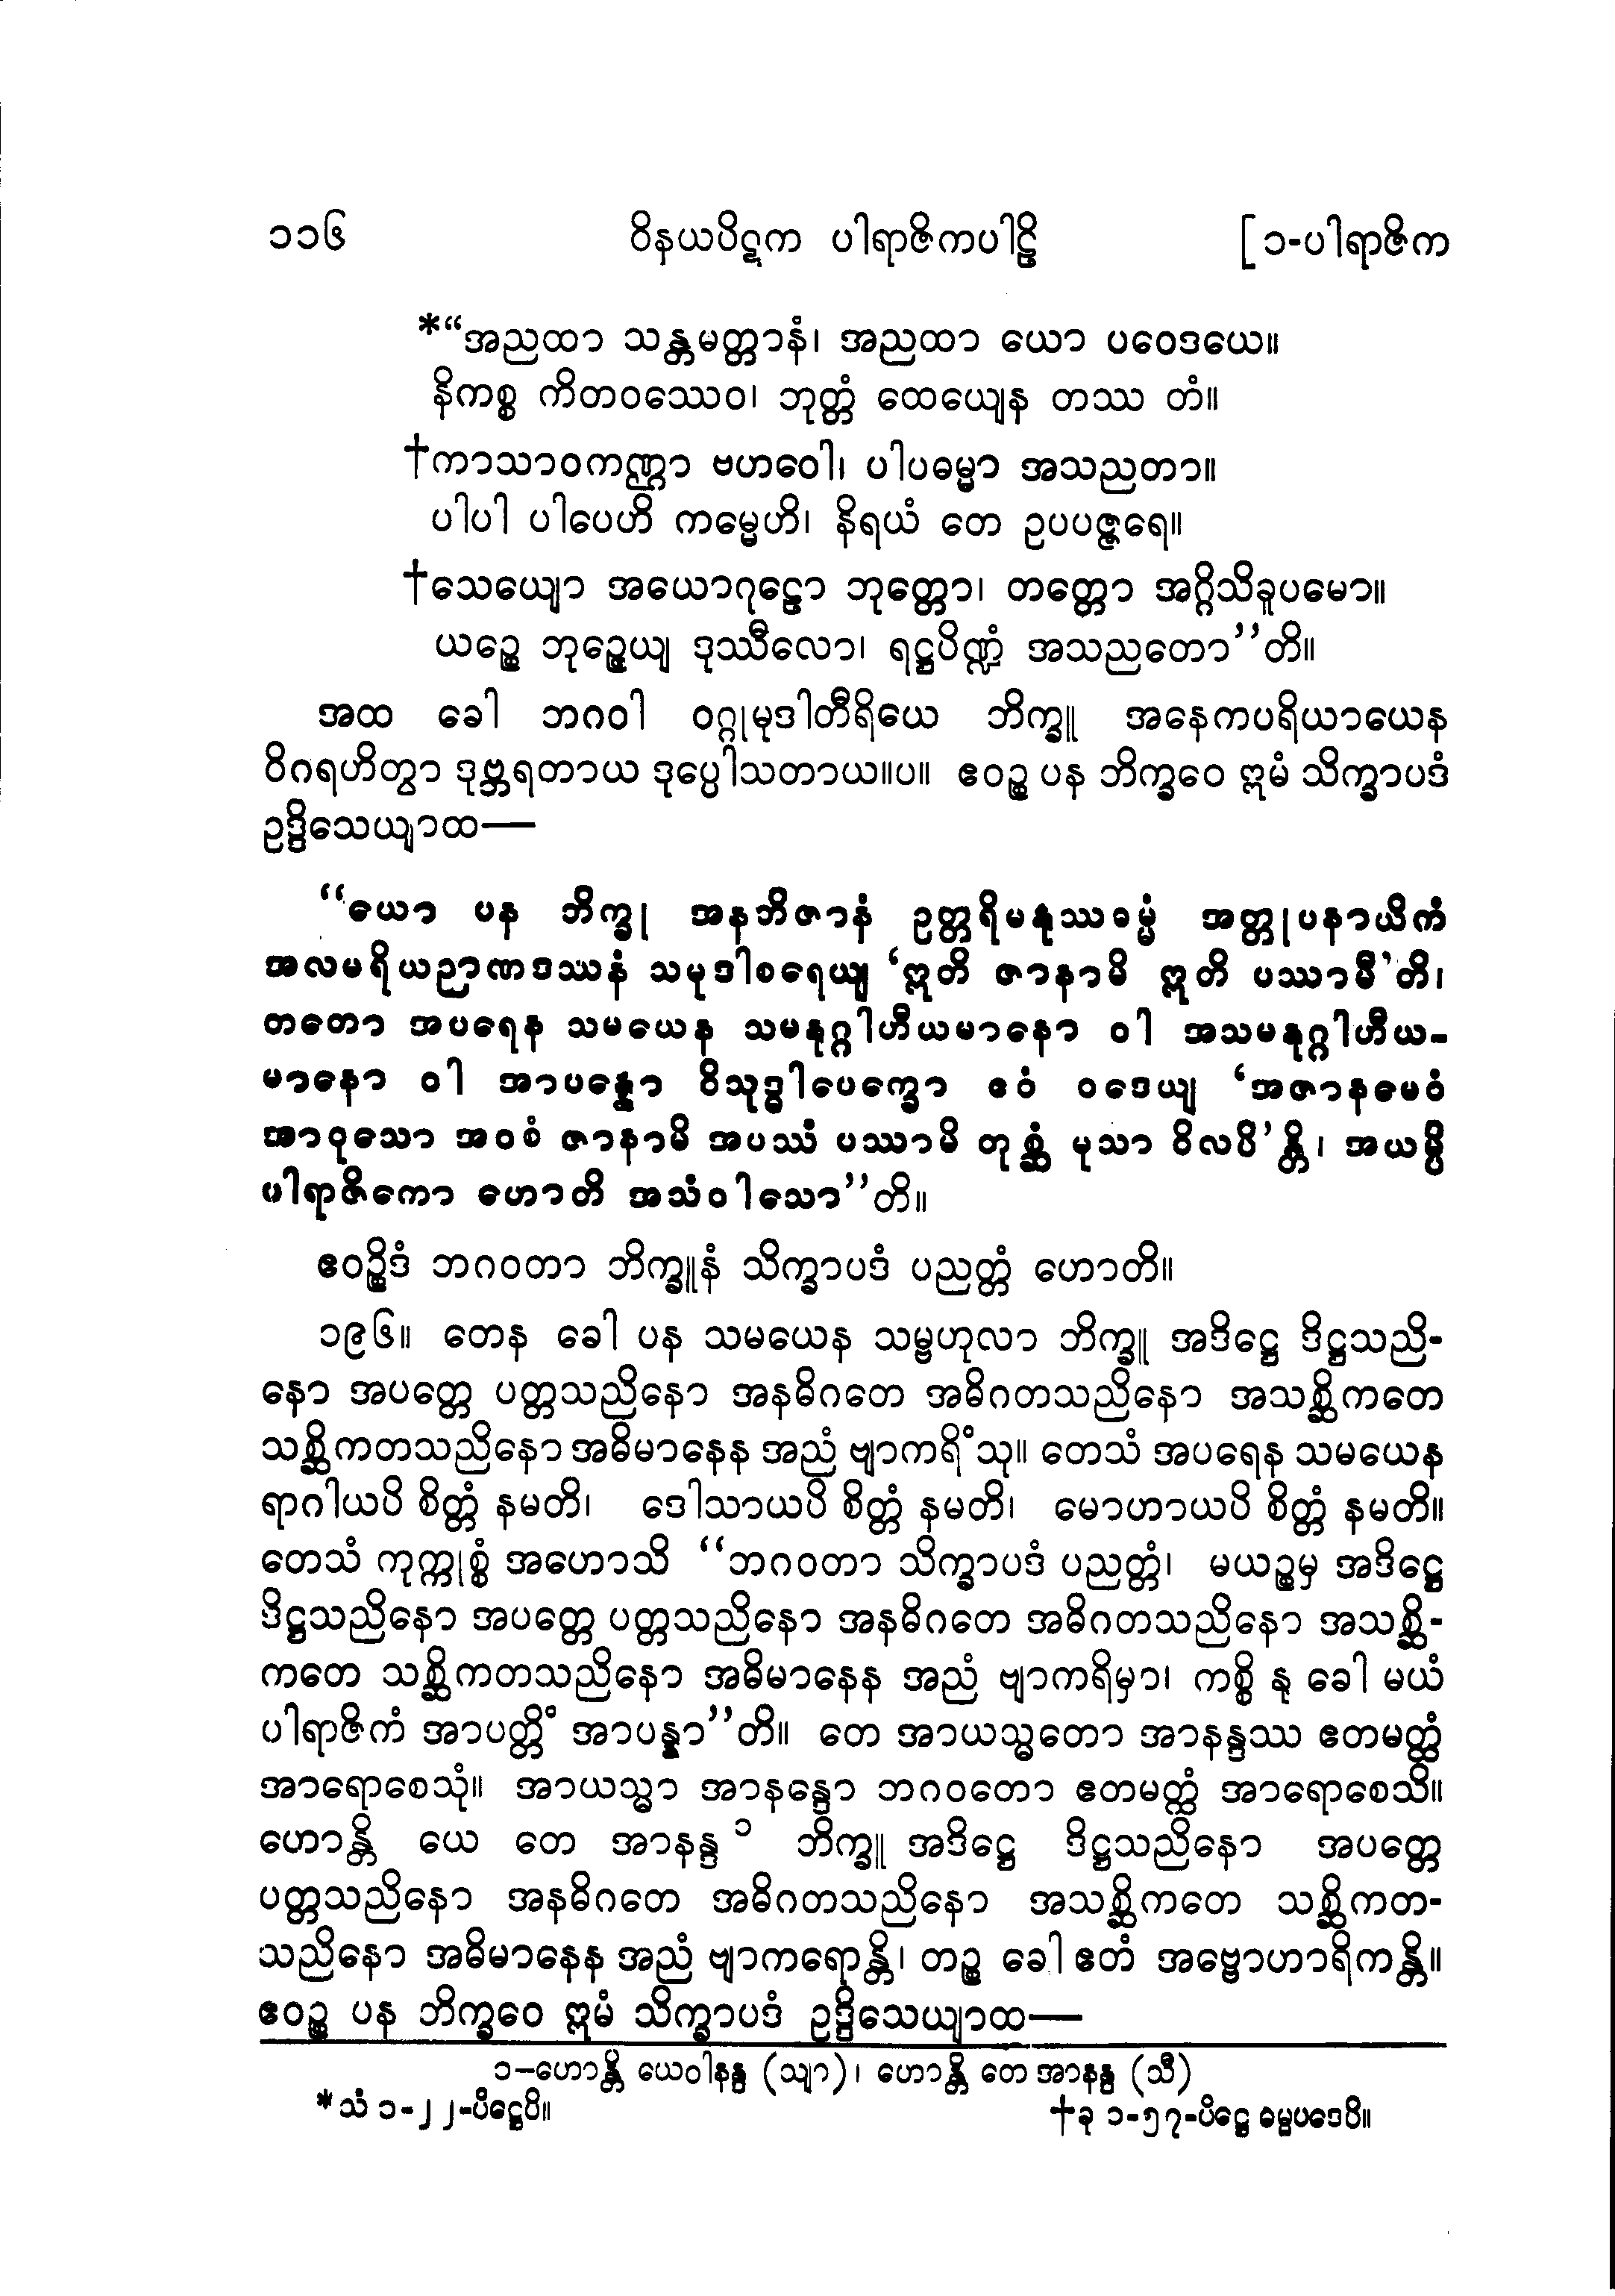 ၁၁၆ ဝိနယပိဋက ပါရာဇိကပါဠိ [ ၁-ပါရာဇိက
*“အညထာ သန္တမတ္တာနံ၊ အညထာ ယော ပဝေဒယေ။
နိကစ္စ ကိတဝဿေဝ၊ ဘုတ္တံ ထေယျေန တဿ တံ။
†ကာသာဝကဏ္ဌာ ဗဟဝေါ၊ ပါပဓမ္မာ အသညတာ။
ပါပါ ပါပေဟိ ကမ္မေဟိ၊ နိရယံ တေ ဥပပဇ္ဇရေ။
†သေယျော အယောဂုဠော ဘုတ္တော၊ တတ္တော အဂ္ဂိသိခူပမော။
ယဉ္စေ ဘုဉ္ဇေယျ ဒုဿီလော၊ ရဋ္ဌပိဏ္ဍံ အသညတော”တိ။
အထ ခေါ ဘဂဝါ ဝဂ္ဂုမုဒါတီရိယေ ဘိက္ခူ အနေကပရိယာယေန
ဝိဂရဟိတွာ ဒုဗ္ဘရတာယ ဒုပ္ပေါသတာယ။ပ။ ဧဝဉ္စ ပန ဘိက္ခဝေ ဣမံ သိက္ခာပဒံ
ဥဒ္ဒိသေယျာထ—
“ယော ပန ဘိက္ခု အနဘိဇာနံ ဥတ္တရိမနုဿဓမ္မံ အတ္တုပနာယိကံ
အလမရိယဉာဏဒဿနံ သမုဒါစရေယျ ‘ဣတိ ဇာနာမိ ဣတိ ပဿာမီ’တိ၊
တတော အပရေန သမယေန သမနုဂ္ဂါဟီယမာနော ဝါ အသမနုဂ္ဂါဟီယ-
မာနော ဝါ အာပန္နော ဝိသုဒ္ဓါပေက္ခော ဧဝံ ဝဒေယျ ‘အဇာနမေဝံ
အာဝုသော အဝစံ ဇာနာမိ အပဿံ ပဿာမိ တုစ္ဆံ မုသာ ဝိလပိ’န္တိ၊ အယမ္ပိ
ပါရာဇိကော ဟောတိ အသံဝါသော”တိ။
ဧဝဉ္စိဒံ ဘဂဝတာ ဘိက္ခူနံ သိက္ခာပဒံ ပညတ္တံ ဟောတိ။
၁၉၆။ တေန ခေါ ပန သမယေန သမ္ဗဟုလာ ဘိက္ခူ အဒိဋ္ဌေ ဒိဋ္ဌသညိ-
နော အပတ္တေ ပတ္တသညိနော အနဓိဂတေ အဓိဂတသညိနော အသစ္ဆိကတေ
သစ္ဆိကတသညိနော အဓိမာနေန အညံ ဗျာကရိံသု။ တေသံ အပရေန သမယေန
ရာဂါယပိ စိတ္တံ နမတိ၊ ဒေါသာယပိ စိတ္တံ နမတိ၊ မောဟာယပိ စိတ္တံ နမတိ။
တေသံ ကုက္ကုစ္စံ အဟောသိ “ဘဂဝတာ သိက္ခာပဒံ ပညတ္တံ၊ မယဉ္စမှ အဒိဋ္ဌေ
ဒိဋ္ဌသညိနော အပတ္တေ ပတ္တသညိနော အနဓိဂတေ အဓိဂတသညိနော အသစ္ဆိ-
ကတေ သစ္ဆိကတသညိနော အဓိမာနေန အညံ ဗျာကရိမှာ၊ ကစ္စိ နု ခေါ မယံ
ပါရာဇိကံ အာပတ္တိံ အာပန္နာ”တိ။ တေ အာယသ္မတော အာနန္ဒဿ ဧတမတ္ထံ
အာရောစေသုံ။ အာယသ္မာ အာနန္ဒော ဘဂဝတော ဧတမတ္ထံ အာရောစေသိ။
ဟောန္တိ ယေ တေ အာနန္ဒ ၁ ဘိက္ခူ အဒိဋ္ဌေ ဒိဋ္ဌသညိနော အပတ္တေ
ပတ္တသညိနော အနဓိဂတေ အဓိဂတသညိနော အသစ္ဆိကတေ သစ္ဆိကတ-
သညိနော အဓိမာနေန အညံ ဗျာကရောန္တိ၊ တဉ္စ ခေါ ဧတံ အဗ္ဗောဟာရိကန္တိ။
ဧဝဉ္စ ပန ဘိက္ခဝေ ဣမံ သိက္ခာပဒံ ဥဒ္ဒိသေယျာထ—
၁−ဟောန္တိ ယေဝါနန္ဒ (သျာ)၊ ဟောန္တိ တေ အာနန္ဒ (သီ)
*သံ ၁-၂၂-ပိဋ္ဌေပိ။ †ခု ၁-၅၇-ပိဋ္ဌေ ဓမ္မပဒေပိ။